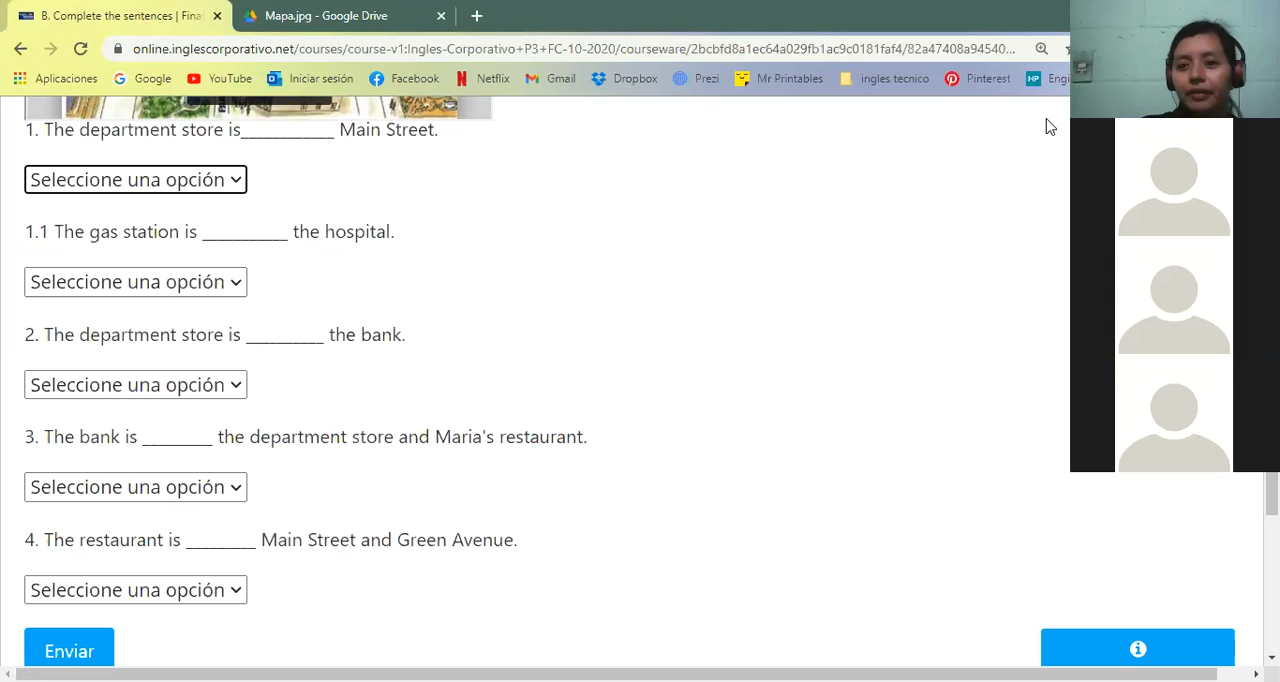 B. Complete the sentences | Fina
Mapa.jpg - Google Drive
online.inglescorporativo.net/courses/course-v1:Ingles-Corporativo+P3+FC-10-2020/courseware/2bcbfd8a1ec64a029fb1ac9c0181faf4/82a47408a94540...
Aplicaciones Google YouTube Iniciar sesión Facebook Netflix Gmail Dropbox Prezi Mr Printables ingles tecnico Pinterest HP Engi
1. The department store is____________ Main Street.
Seleccione una opción
1.1 The gas station is ___________ the hospital.
Seleccione una opción
2. The department store is __________ the bank.
Seleccione una opción
3. The bank is _________ the department store and Maria's restaurant.
Seleccione una opción
4. The restaurant is _________ Main Street and Green Avenue.
Seleccione una opción
Enviar